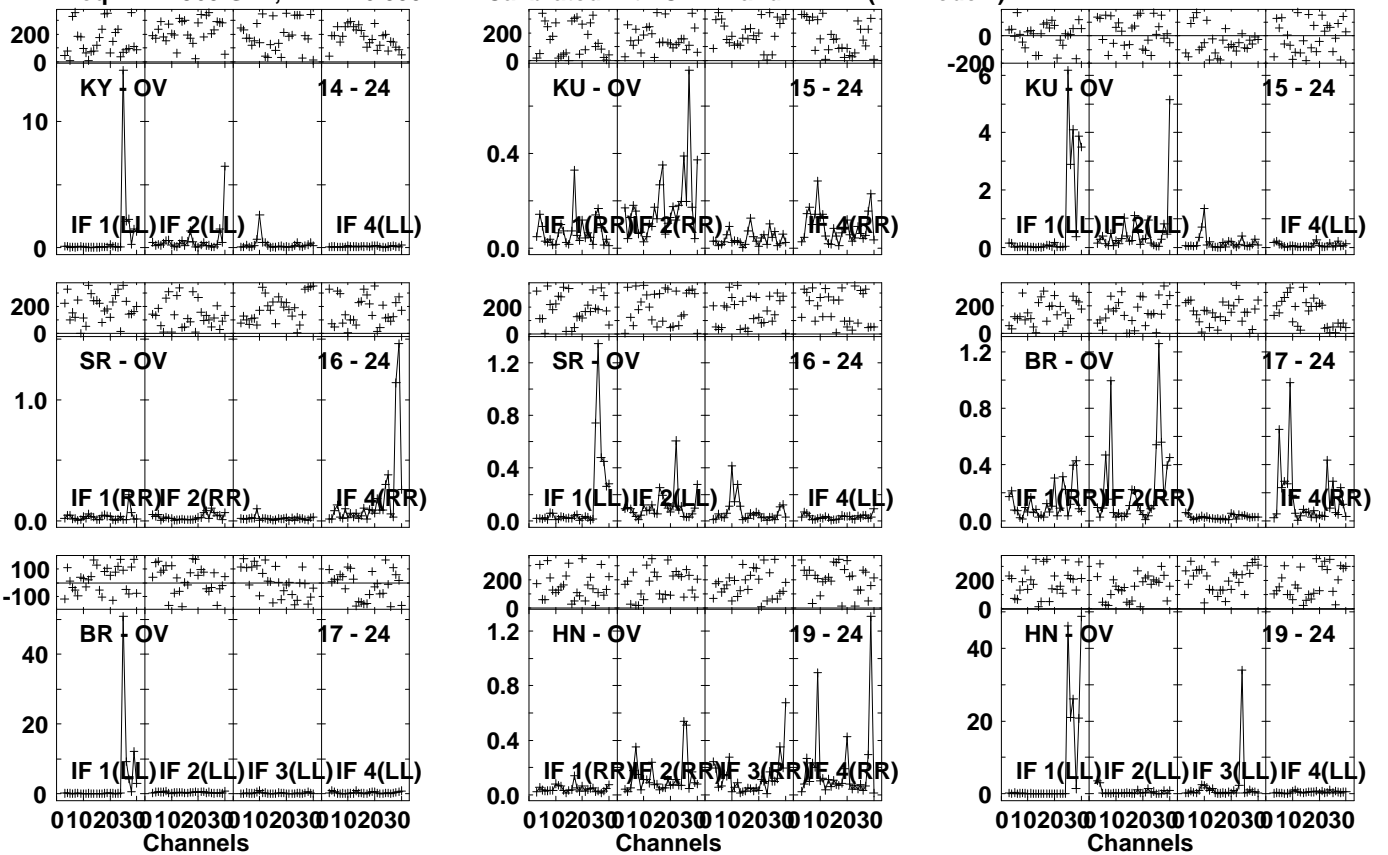 200
0
200
0
0
-200
KY - OV 14 - 24
KU - OV 15 - 24
KU - OV 15 - 24
10
0
0.4
0.0
6
4
2
0
IF 1(LL) IF 2(LL) IF 4(LL)
IF 1(RR) IF 2(RR) IF 4(RR)
IF 1(LL) IF 2(LL) IF 4(LL)
200
0
200
0
200
0
SR - OV 16 - 24
SR - OV 16 - 24
BR - OV 17 - 24
1.0
0.0
1.2
0.8
0.4
0.0
1.2
0.8
0.4
0.0
IF 1(RR) IF 2(RR) IF 4(RR)
IF 1(LL) IF 2(LL) IF 4(LL)
IF 1(RR) IF 2(RR) IF 4(RR)
100
-100
200
0
200
0
BR - OV 17 - 24
HN - OV 19 - 24
HN - OV 19 - 24
40
20
0
1.2
0.8
0.4
0.0
40
20
0
IF 1(LL) IF 2(LL) IF 3(LL) IF 4(LL)
IF 1(RR) IF 2(RR) IF 3(RR) IF 4(RR)
IF 1(LL) IF 2(LL) IF 3(LL) IF 4(LL)
0102030 0102030 0102030 0102030
0102030 0102030 0102030 0102030
0102030 0102030 0102030 0102030
Channels
Channels
Channels